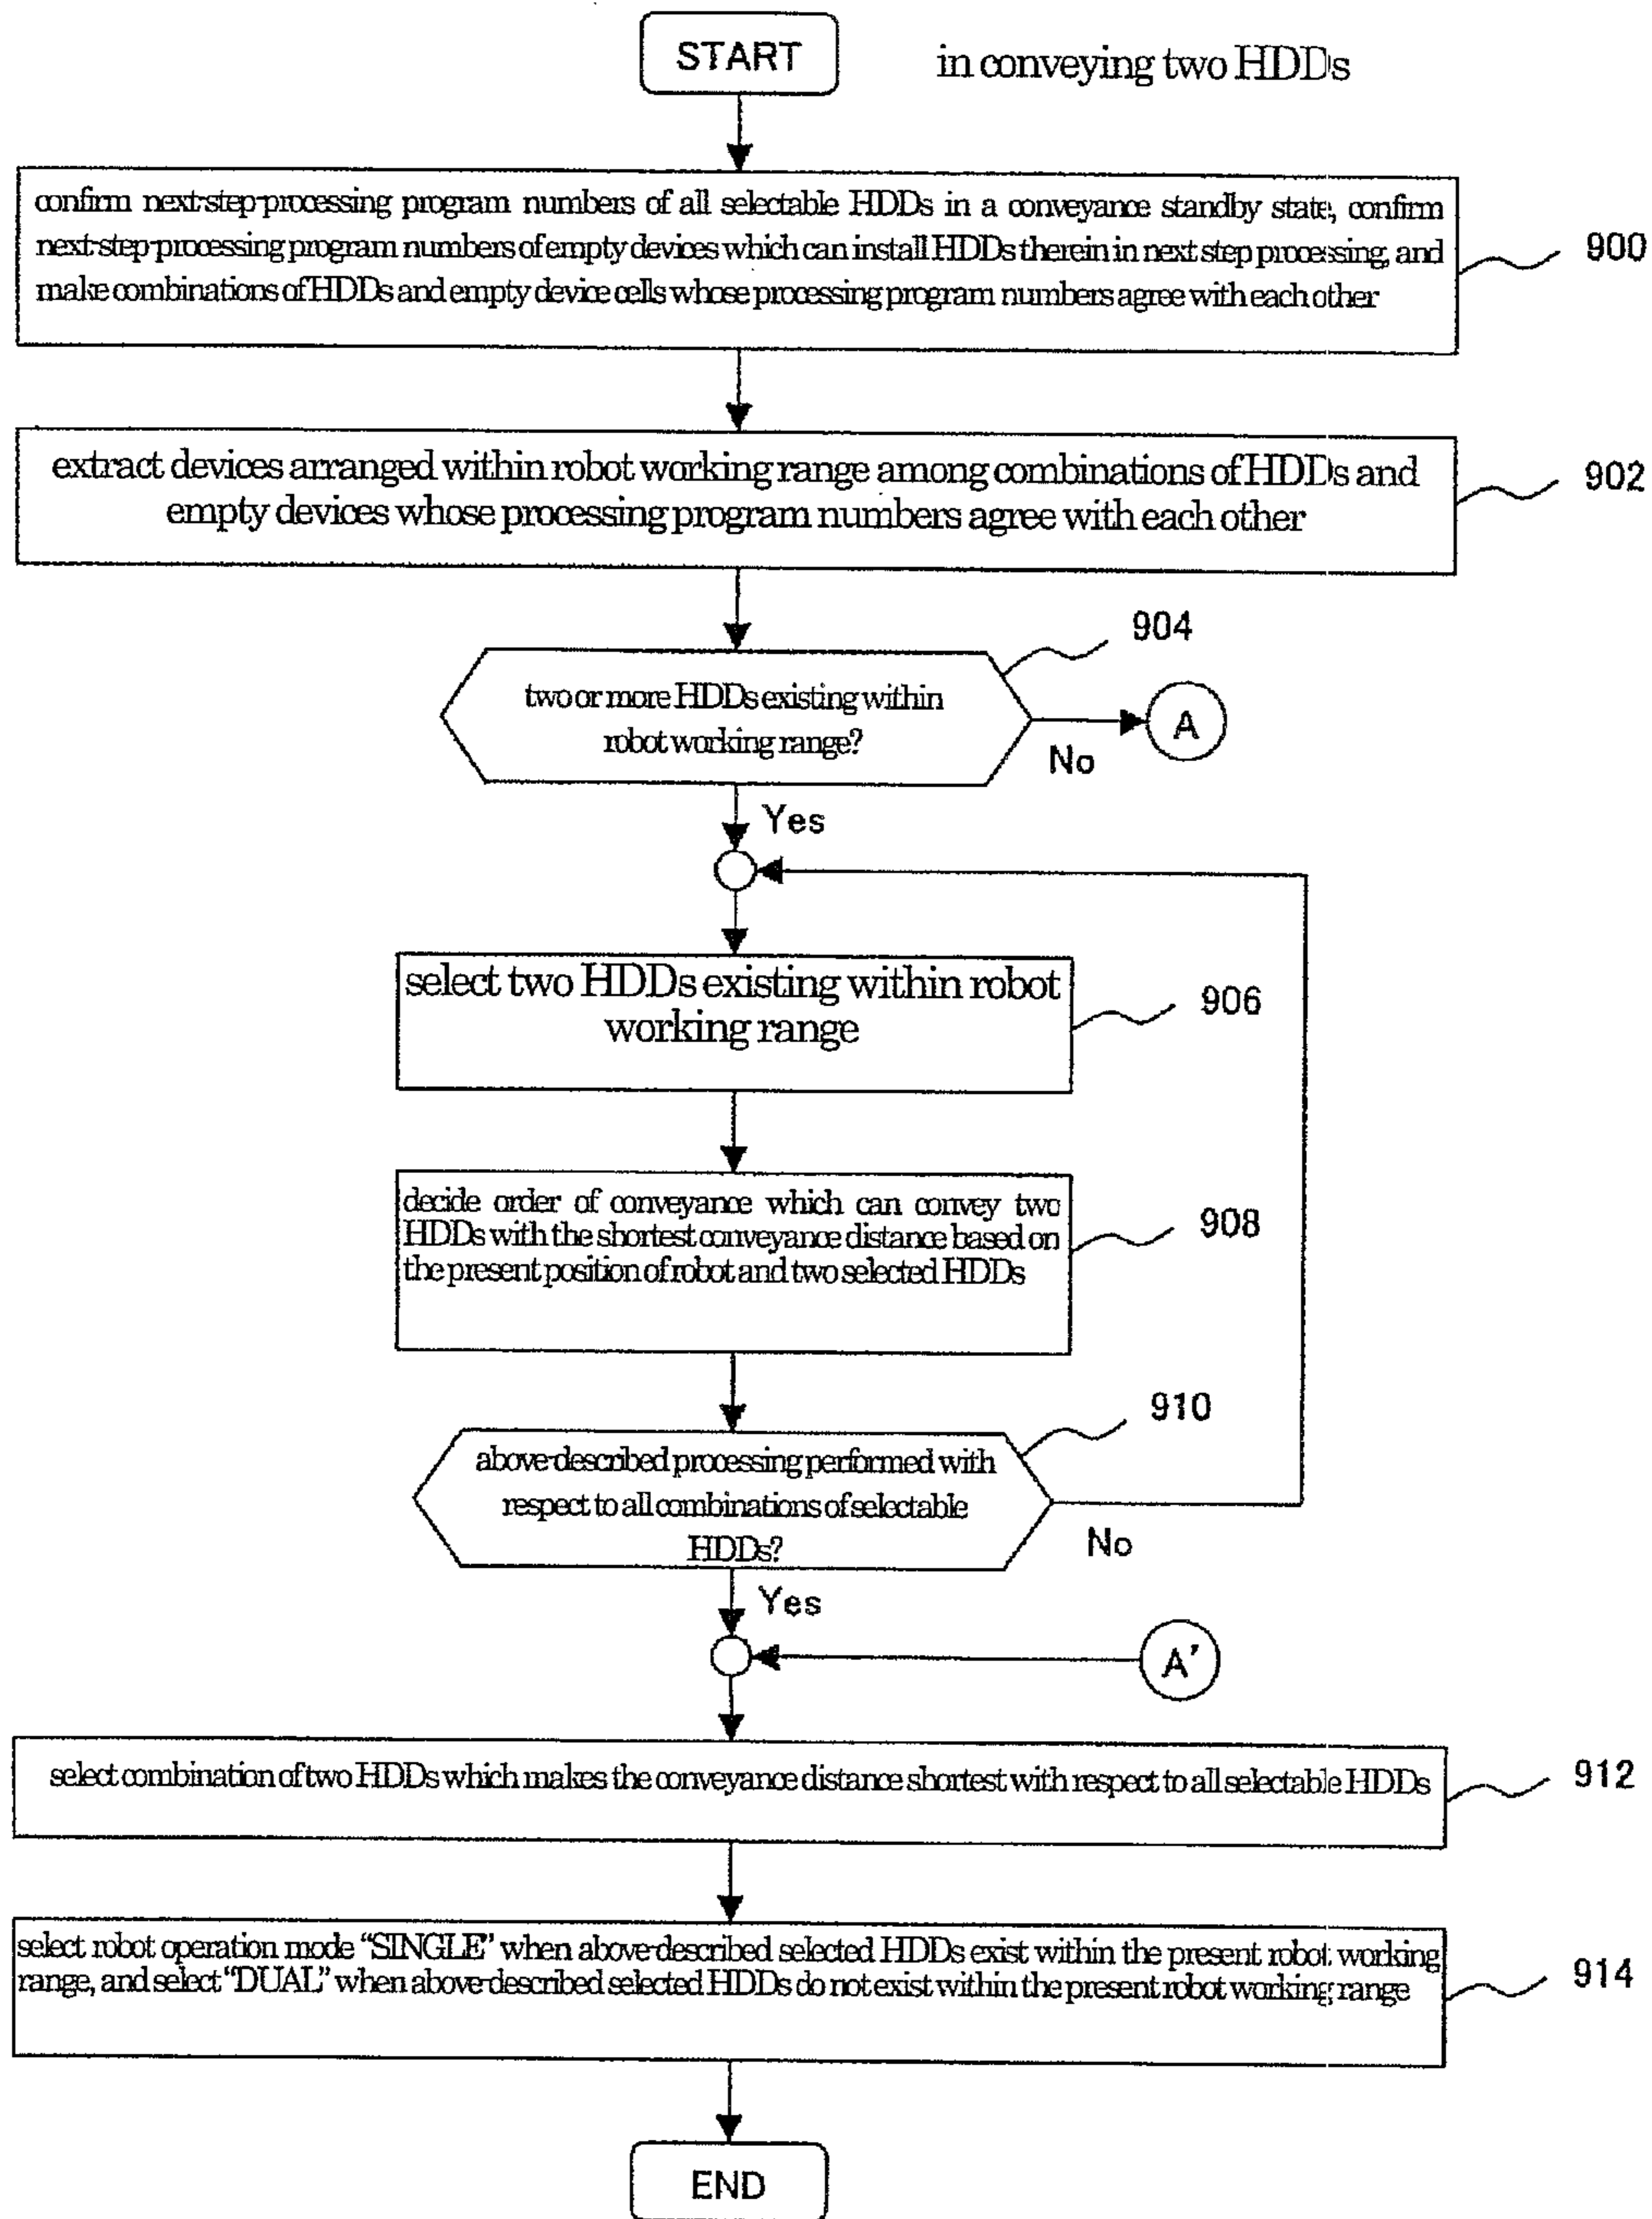 START
in conveying two HDDs
confirm next-step-processing program numbers of all selectable HDDs in a conveyance standby state, confirm
next-step-processing program numbers of empty devices which can install HDDs therein in next step processing, and
make combinations of HDDs and empty device cells whose processing program numbers agree with each other
900
extract devices arranged within robot working range among combinations of HDDs and
empty devices whose processing program numbers agree with each other
902
904
two or more HDDs existing within
robot working range?
A
No
Yes
select two HDDs existing within robot
working range
906
decide order of conveyance which can convey two
HDDs with the shortest conveyance distance based on
the present position of robot and two selected HDDs
908
910
above-described processing performed with
respect to all combinations of selectable
HDDs?
No
Yes
A'
select combination of two HDDs which makes the conveyance distance shortest with respect to all selectable HDDs
912
select robot operation mode “SINGLE” when above-described selected HDDs exist within the present robot working
range, and select “DUAL” when above-described selected HDDs do not exist within the present robot working range
914
END